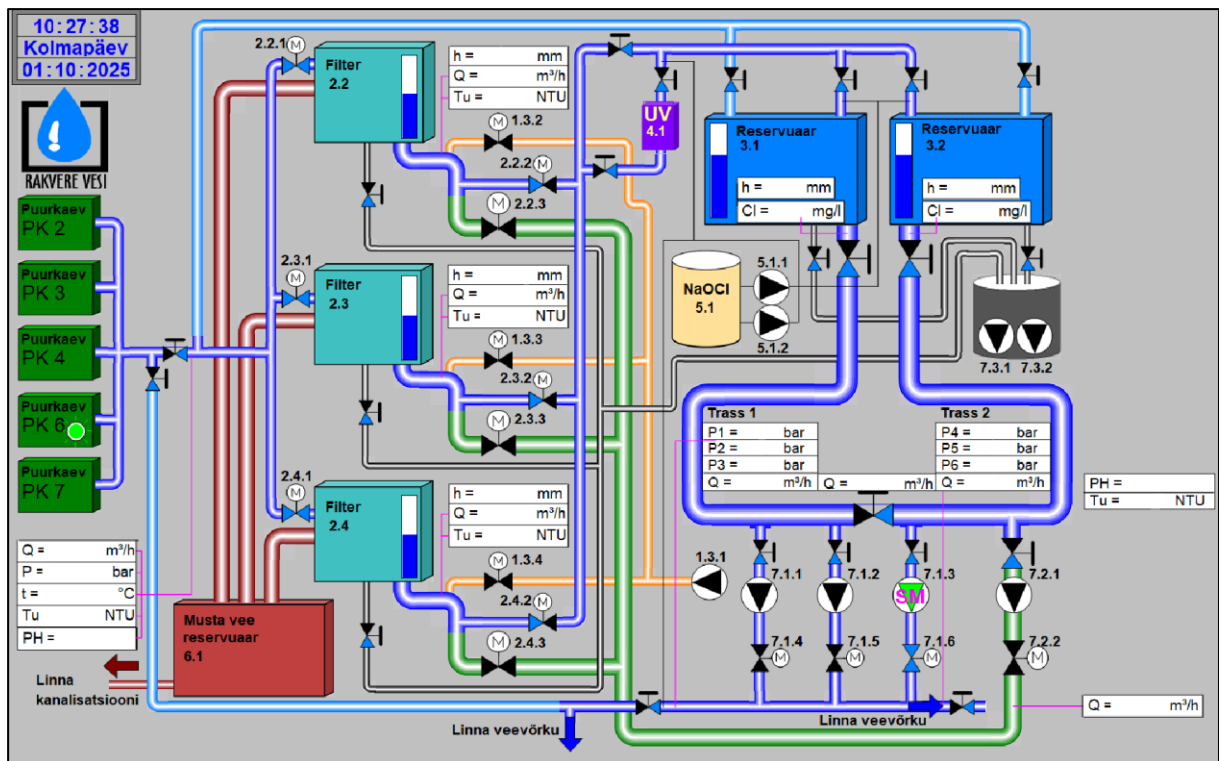 10:27:38
Kolmapäev
01:10:2025
RAKVERE VESI
Puurkaev
PK 2
Puurkaev
PK 3
Puurkaev
PK 4
Puurkaev
PK 6
Puurkaev
PK 7
Q = m³/h
P = bar
t = °C
Tu NTU
PH =
Linna
kanalisatsiooni
Musta vee
reservuaar
6.1
2.2.1
M
Filter
2.2
h = mm
Q = m³/h
Tu = NTU
M
1.3.2
2.2.2
M
M
2.2.3
2.3.1
M
Filter
2.3
h = mm
Q = m³/h
Tu = NTU
M
1.3.3
2.3.2
M
M
2.3.3
2.4.1
M
Filter
2.4
h = mm
Q = m³/h
Tu = NTU
M
1.3.4
2.4.2
M
M
2.4.3
UV
4.1
Reservuaar
3.1
h = mm
Cl = mg/l
Reservuaar
3.2
h = mm
Cl = mg/l
NaOCl
5.1
5.1.1
5.1.2
7.3.1 7.3.2
Trass 1
P1 = bar
P2 = bar
P3 = bar
Q = m³/h
Q = m³/h
Trass 2
P4 = bar
P5 = bar
P6 = bar
Q = m³/h
PH =
Tu = NTU
1.3.1
7.1.1
7.1.2
7.1.3
SM
7.2.1
7.1.4
M
7.1.5
M
7.1.6
M
7.2.2
M
Q = m³/h
Linna veevõrku
Linna veevõrku